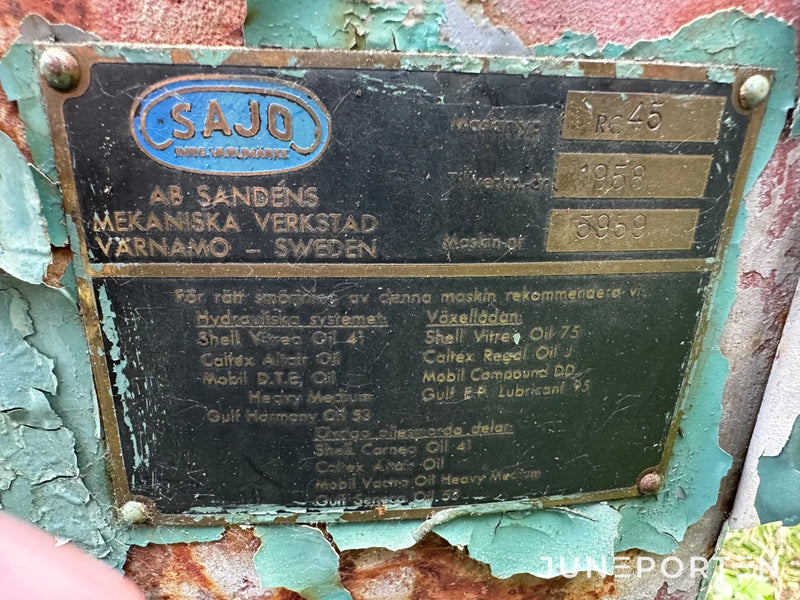 SAJO
INREG. VARUMÄRKE
AB SANDÉNS
MEKANISKA VERKSTAD
VÄRNAMO – SWEDEN
Maskintyp RC 45
Tillverkn.år 1958
Maskin-nr 5959
För rätt smörjning av denna maskin rekommendera vi:
Hydrauliska systemet:
Shell Vitrea Oil 41
Caltex Altair Oil
Mobil D.T.E. Oil
Heavy Medium
Gulf Harmony Oil 53
Växellådan:
Shell Vitrea Oil 75
Caltex Regal Oil J
Mobil Compound DD
Gulf E.P. Lubricant 95
Övriga oljesmorda delar:
Shell Carnea Oil 41
Caltex Altair Oil
Mobil Vactra Oil Heavy Medium
Gulf Oil 53
JUNEPORTEN